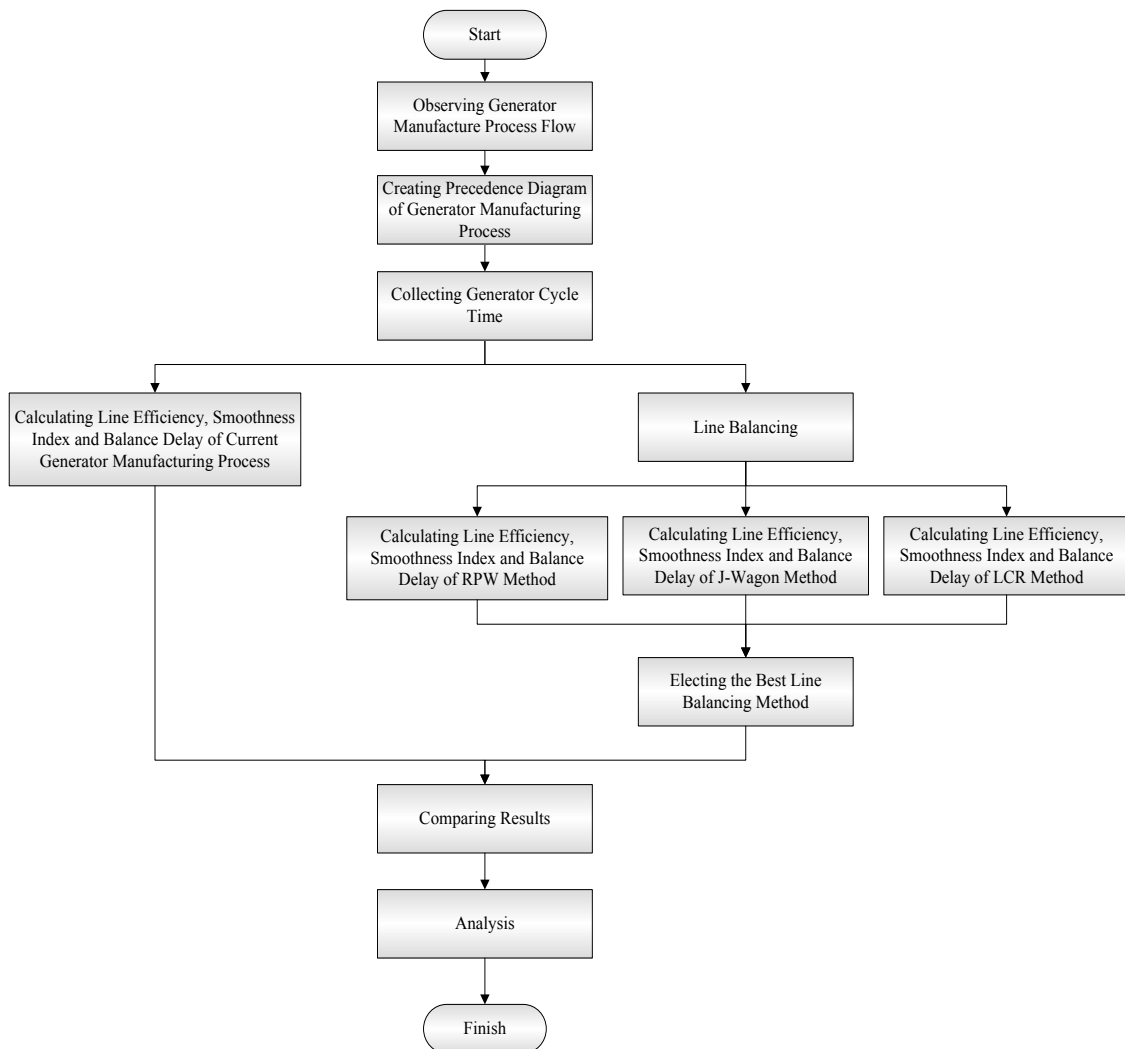 Start
Observing Generator
Manufacture Process Flow
Creating Precedence Diagram
of Generator Manufacturing
Process
Collecting Generator Cycle
Time
Calculating Line Efficiency, Smoothness
Index and Balance Delay of Current
Generator Manufacturing Process
Line Balancing
Calculating Line Efficiency,
Smoothness Index and Balance
Delay of RPW Method
Calculating Line Efficiency,
Smoothness Index and Balance
Delay of J-Wagon Method
Calculating Line Efficiency,
Smoothness Index and Balance
Delay of LCR Method
Electing the Best Line
Balancing Method
Comparing Results
Analysis
Finish